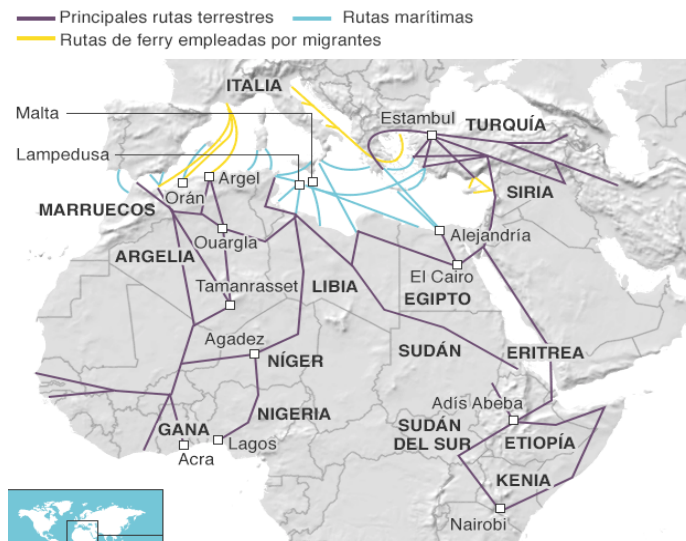 Principales rutas terrestres
Rutas marítimas
Rutas de ferry empleadas por migrantes
ITALIA
Malta
Estambul
TURQUÍA
Lampedusa
Argel
SIRIA
Orán
MARRUECOS
Ouargla
Alejandría
ARGELIA
El Cairo
Tamanrasset
LIBIA
EGIPTO
Agadez
NÍGER
SUDÁN
ERITREA
Adís Abeba
NIGERIA
SUDÁN
DEL SUR
GANA
Lagos
ETIOPÍA
Acra
KENIA
Nairobi